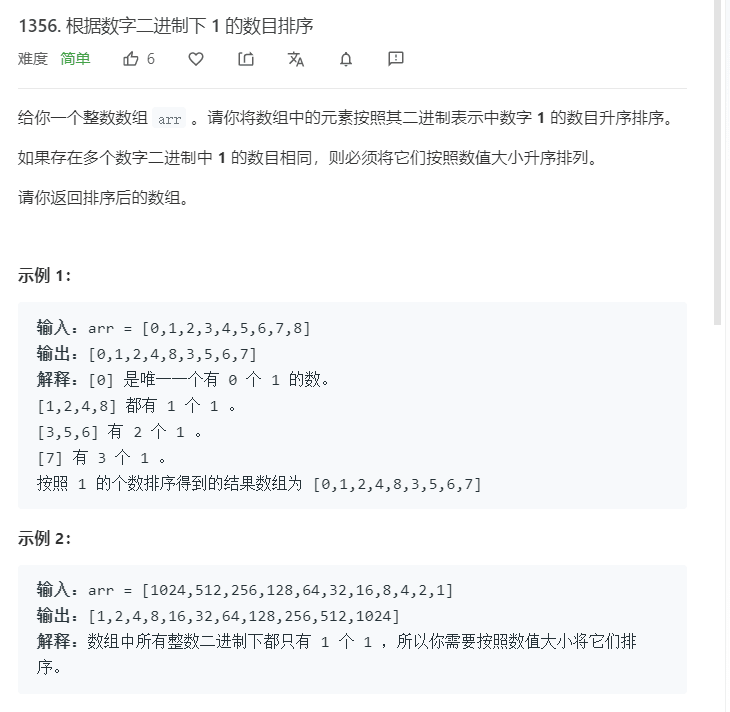 1356. 根据数字二进制下 1 的数目排序
难度 简单 6
给你一个整数数组 arr 。请你将数组中的元素按照其二进制表示中数字 1 的数目升序排序。
如果存在多个数字二进制中 1 的数目相同，则必须将它们按照数值大小升序排列。
请你返回排序后的数组。
示例 1：
输入：arr = [0,1,2,3,4,5,6,7,8]
输出：[0,1,2,4,8,3,5,6,7]
解释：[0] 是唯一一个有 0 个 1 的数。
[1,2,4,8] 都有 1 个 1 。
[3,5,6] 有 2 个 1 。
[7] 有 3 个 1 。
按照 1 的个数排序得到的结果数组为 [0,1,2,4,8,3,5,6,7]
示例 2：
输入：arr = [1024,512,256,128,64,32,16,8,4,2,1]
输出：[1,2,4,8,16,32,64,128,256,512,1024]
解释：数组中所有整数二进制下都只有 1 个 1 ，所以你需要按照数值大小将它们排
序。